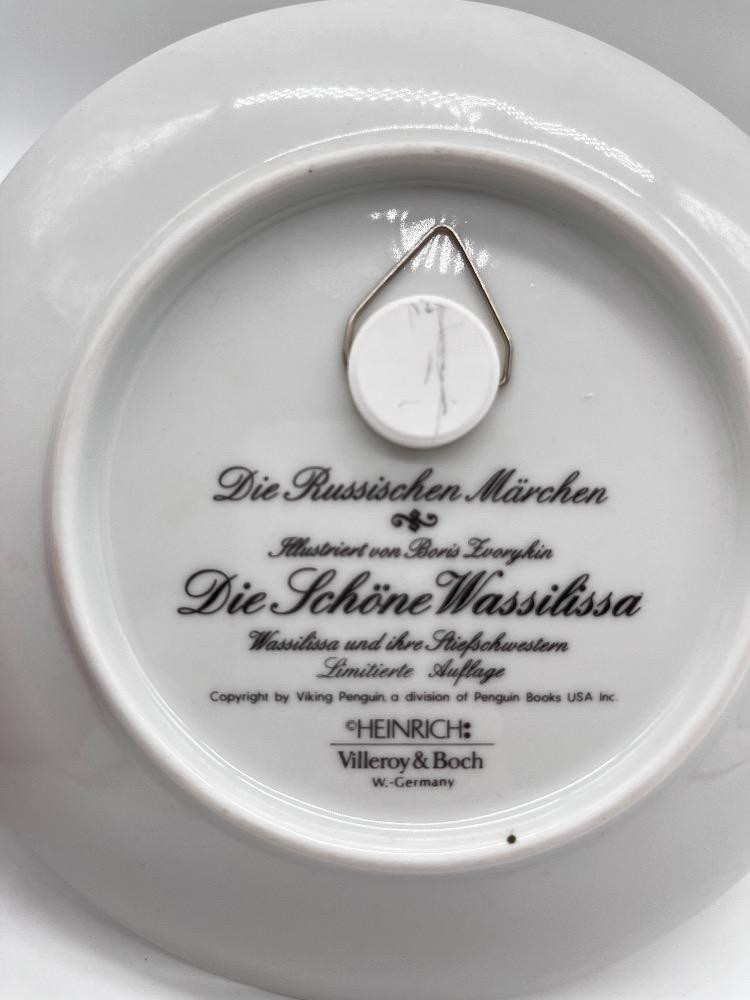 Die Russischen Märchen
Illustriert von Boris Zvorykin
Die Schöne Wassilissa
Wassilissa und ihre Stiefschwestern
Limitierte Auflage
Copyright by Viking Penguin, a division of Penguin Books USA Inc.
©HEINRICH:
Villeroy & Boch
W.-Germany